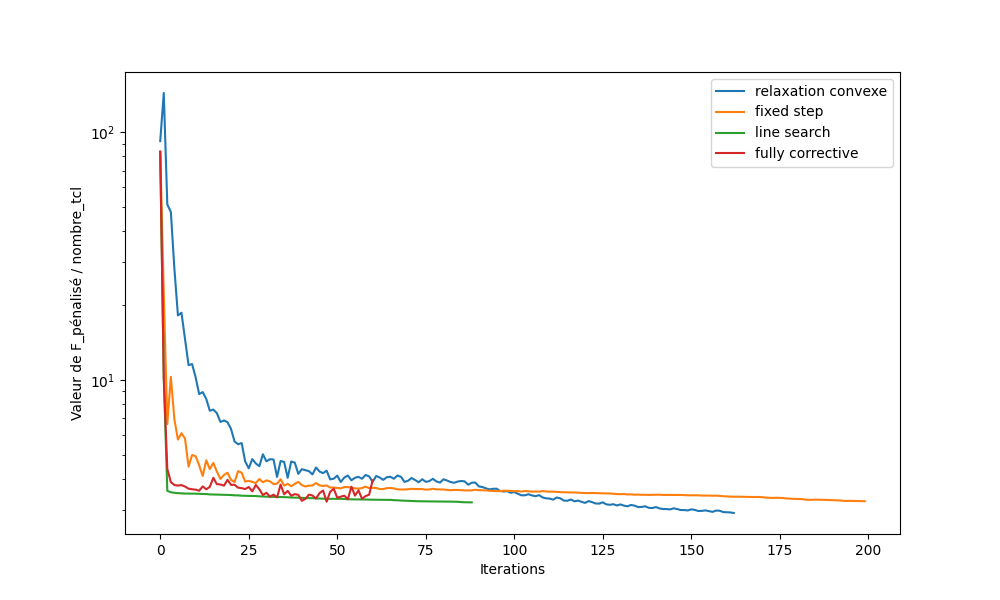 relaxation convexe
fixed step
line search
fully corrective
10²
10¹
Valeur de F_pénalisé / nombre_tcl
0 25 50 75 100 125 150 175 200
Iterations